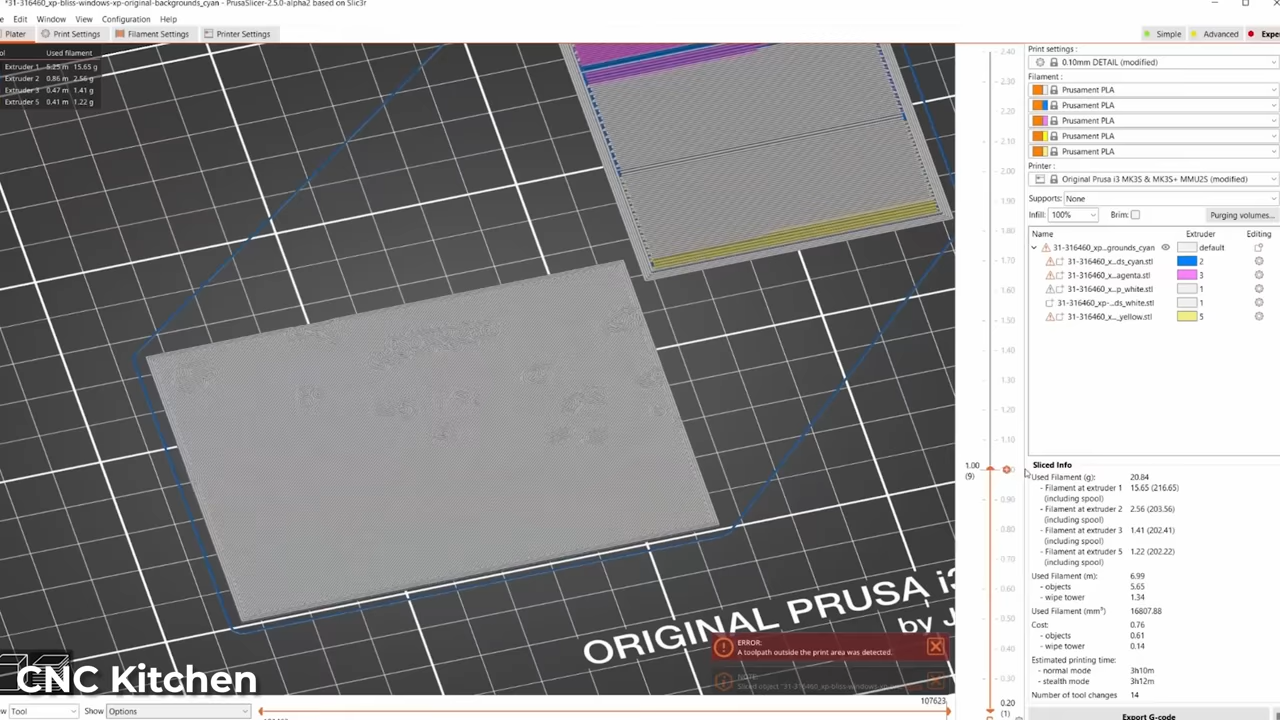 *31-316460_xp-bliss-windows-xp-original-backgrounds_cyan - PrusaSlicer-2.5.0-alpha2 based on Slic3r
Edit Window View Configuration Help
Plater Print Settings Filament Settings Printer Settings Simple Advanced Exper
Used filament
Extruder 1 5.25 m 15.65 g
Extruder 2 0.86 m 2.56 g
Extruder 3 0.47 m 1.41 g
Extruder 5 0.41 m 1.22 g
2.40
2.30
2.20
2.10
2.00
1.90
1.80
1.70
1.60
1.50
1.40
1.30
1.20
1.10
1.00
(9)
0.90
0.80
0.70
0.60
0.50
0.40
0.30
0.20
(1)
Print settings :
0.10mm DETAIL (modified)
Filament :
Prusament PLA
Prusament PLA
Prusament PLA
Prusament PLA
Prusament PLA
Printer :
Original Prusa i3 MK3S & MK3S+ MMU2S (modified)
Supports: None
Infill: 100% Brim: Purging volumes...
Name Extruder Editing
31-316460_xp...grounds_cyan default
31-316460_x...ds_cyan.stl 2
31-316460_x...agenta.stl 3
31-316460_x...p_white.stl 1
31-316460_xp-...ds_white.stl 1
31-316460_x..._yellow.stl 5
Sliced Info
Used Filament (g): 20.84
- Filament at extruder 1 15.65 (216.65)
(including spool)
- Filament at extruder 2 2.56 (203.56)
(including spool)
- Filament at extruder 3 1.41 (202.41)
(including spool)
- Filament at extruder 5 1.22 (202.22)
(including spool)
Used Filament (m): 6.99
- objects 5.65
- wipe tower 1.34
Used Filament (mm³) 16807.88
Cost: 0.76
- objects 0.61
- wipe tower 0.14
Estimated printing time:
- normal mode 3h10m
- stealth mode 3h12m
Number of tool changes 14
Export G-code
ORIGINAL PRUSA i3
by J
ERROR:
A toolpath outside the print area was detected.
NOTE:
CNC Kitchen
107623
Tool Show Options